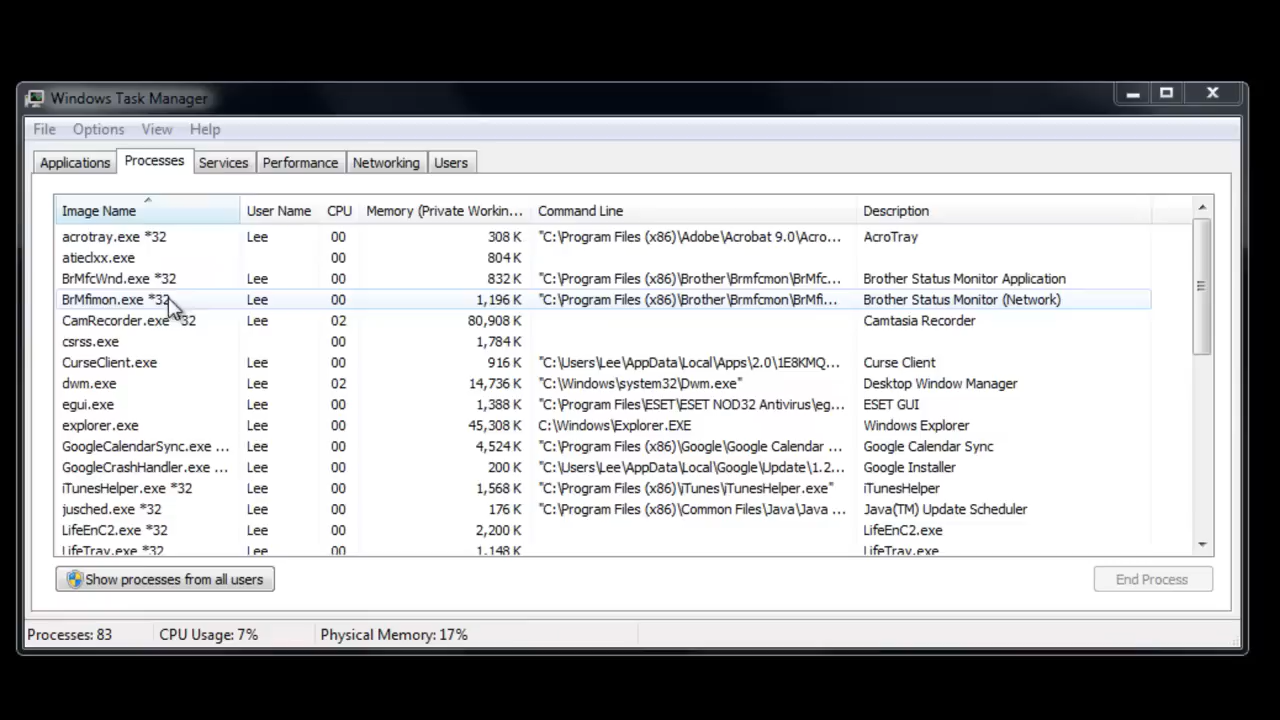 Windows Task Manager
File Options View Help
Applications Processes Services Performance Networking Users
Image Name User Name CPU Memory (Private Workin... Command Line Description
acrotray.exe *32 Lee 00 308 K "C:\Program Files (x86)\Adobe\Acrobat 9.0\Acro... AcroTray
atieclxx.exe 00 804 K
BrMfcWnd.exe *32 Lee 00 832 K "C:\Program Files (x86)\Brother\Brmfcmon\BrMfc... Brother Status Monitor Application
BrMfimon.exe *32 Lee 00 1,196 K "C:\Program Files (x86)\Brother\Brmfcmon\BrMfi... Brother Status Monitor (Network)
CamRecorder.exe *32 Lee 02 80,908 K Camtasia Recorder
csrss.exe 00 1,784 K
CurseClient.exe Lee 00 916 K "C:\Users\Lee\AppData\Local\Apps\2.0\1E8KMQ... Curse Client
dwm.exe Lee 02 14,736 K "C:\Windows\system32\Dwm.exe" Desktop Window Manager
egui.exe Lee 00 1,388 K "C:\Program Files\ESET\ESET NOD32 Antivirus\eg... ESET GUI
explorer.exe Lee 00 45,308 K C:\Windows\Explorer.EXE Windows Explorer
GoogleCalendarSync.exe ... Lee 00 4,524 K "C:\Program Files (x86)\Google\Google Calendar ... Google Calendar Sync
GoogleCrashHandler.exe ... Lee 00 200 K "C:\Users\Lee\AppData\Local\Google\Update\1.2... Google Installer
iTunesHelper.exe *32 Lee 00 1,568 K "C:\Program Files (x86)\iTunes\iTunesHelper.exe" iTunesHelper
jusched.exe *32 Lee 00 176 K "C:\Program Files (x86)\Common Files\Java\Java ... Java(TM) Update Scheduler
LifeEnC2.exe *32 Lee 00 2,200 K LifeEnC2.exe
LifeTray.exe *32 Lee 00 1,148 K LifeTray.exe
Show processes from all users End Process
Processes: 83 CPU Usage: 7% Physical Memory: 17%